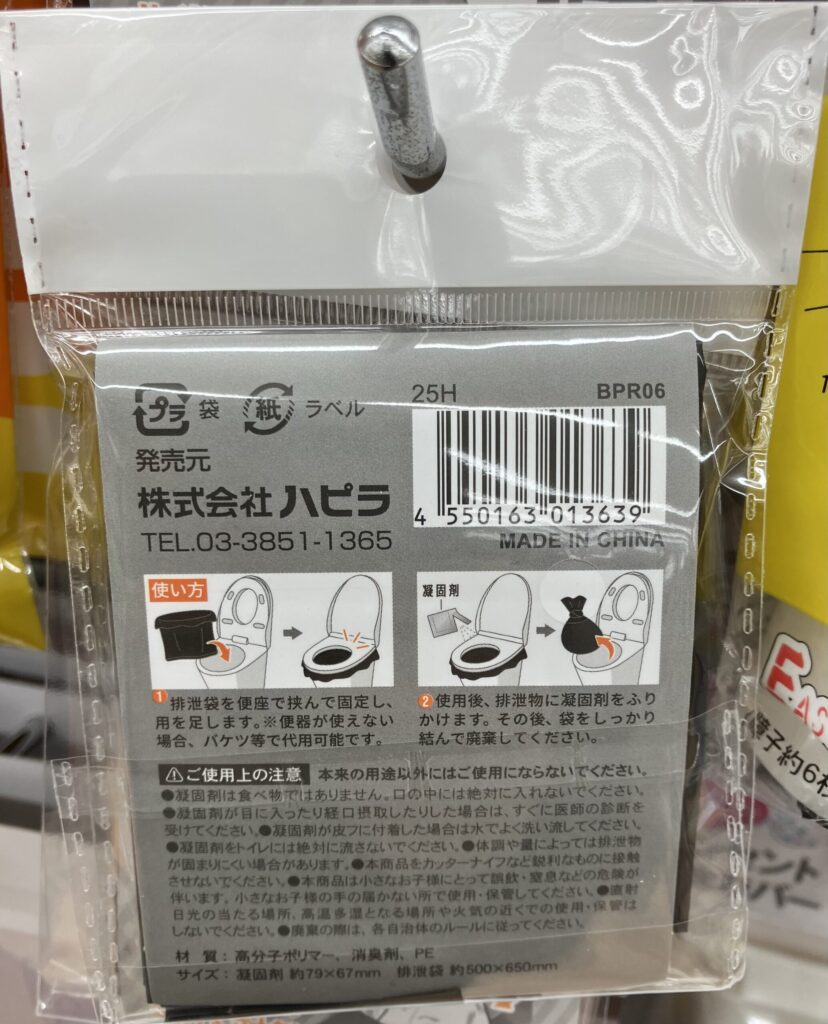 プラ 袋 紙 ラベル
25H BPR06
発売元
株式会社 ハピラ
TEL.03-3851-1365
4 550163 013639
MADE IN CHINA
使い方
凝固剤
1 排泄袋を便座で挟んで固定し、
用を足します。※便器が使えない
場合、バケツ等で代用可能です。
2 使用後、排泄物に凝固剤をふり
かけます。その後、袋をしっかり
結んで廃棄してください。
⚠ご使用上の注意 本来の用途以外にはご使用にならないでください。
●凝固剤は食べ物ではありません。口の中には絶対に入れないでください。
●凝固剤が目に入ったり経口摂取したりした場合は、すぐに医師の診断を
受けてください。●凝固剤が皮フに付着した場合は水でよく洗い流してください。
●凝固剤をトイレには絶対に流さないでください。●体調や量によっては排泄物
が固まりにくい場合があります。●本商品をカッターナイフなど鋭利なものに接触
させないでください。●本商品は小さなお子様にとって誤飲・窒息などの危険が
伴います。小さなお子様の手の届かない所で使用・保管してください。●直射
日光の当たる場所、高温多湿となる場所や火気の近くでの使用・保管は
しないでください。●廃棄の際は、各自治体のルールに従ってください。
材 質：高分子ポリマー、消臭剤、PE
サイズ：凝固剤 約79×67mm 排泄袋 約500×650mm